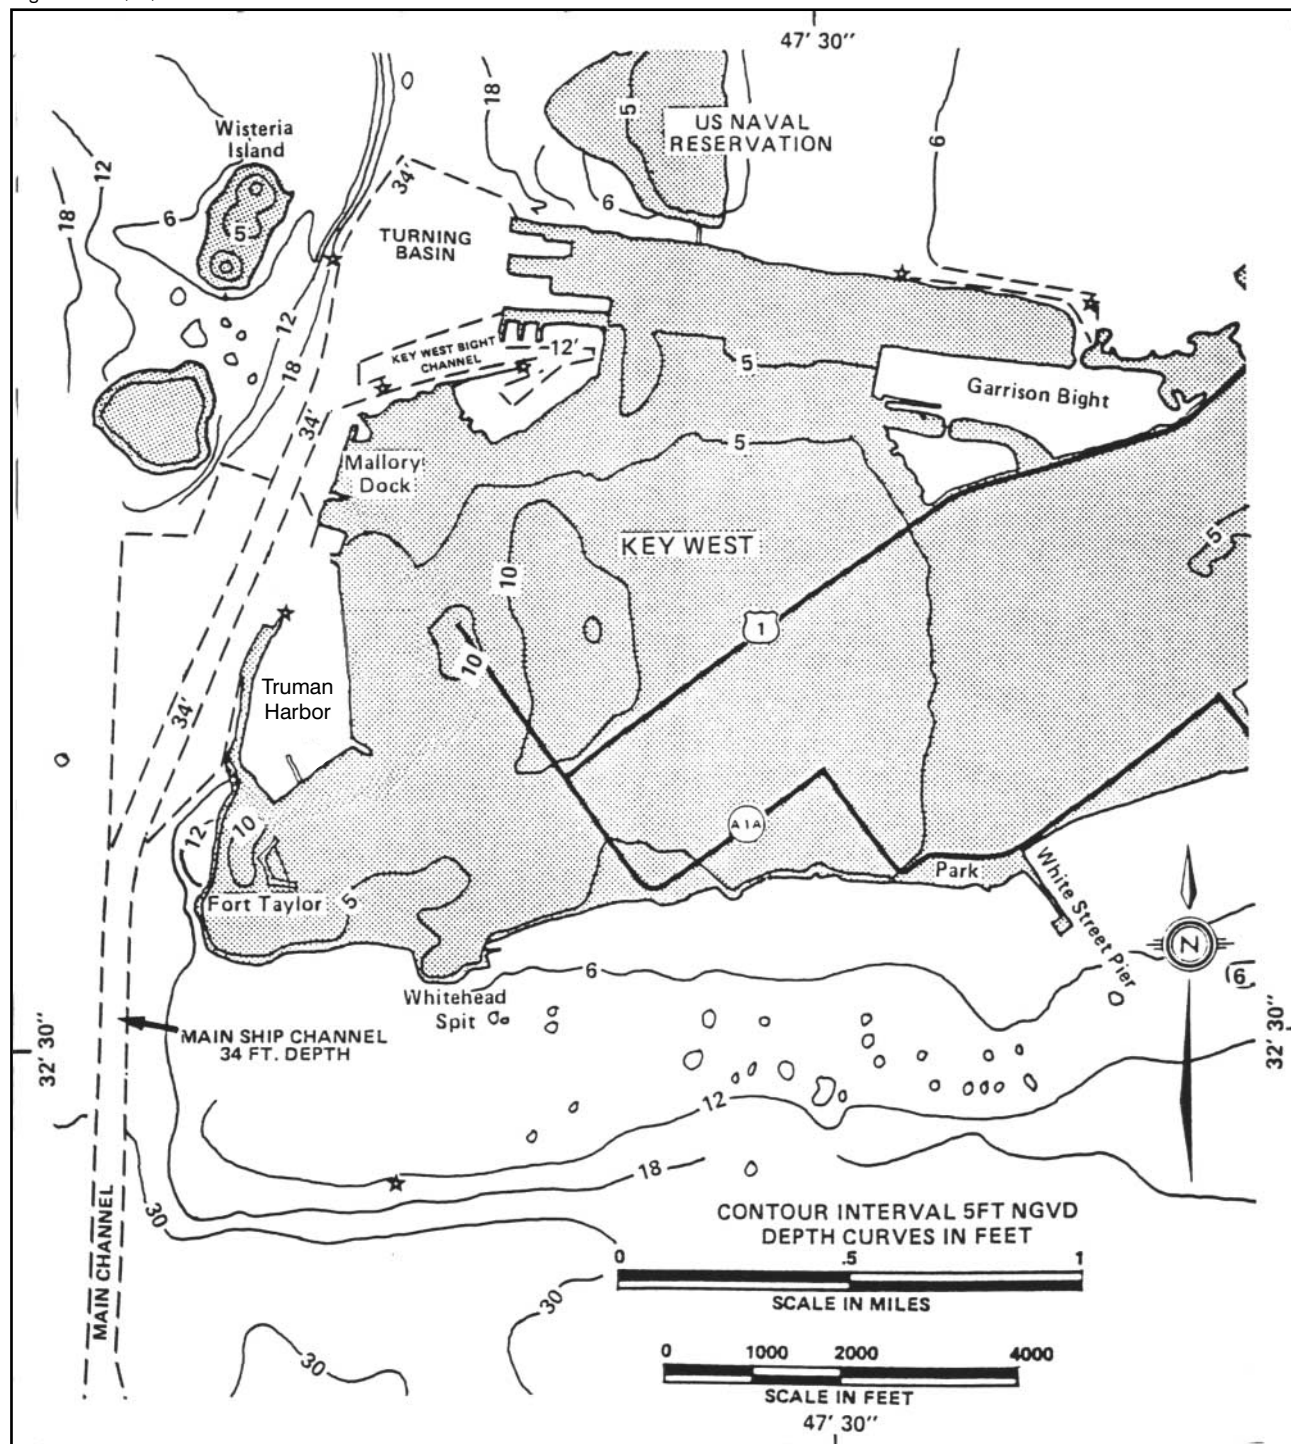 47' 30"
18
5
US NAVAL
RESERVATION
6
Wisteria
Island
12
34'
18
6
5
6
TURNING
BASIN
12
KEY WEST BIGHT
CHANNEL
12'
5
18
Garrison Bight
34'
5
Mallory
Dock
KEY WEST
5
10
1
10
Truman
Harbor
34'
A1A
12
10
Park
White Street Pier
Fort Taylor
5
N
6
(6
Whitehead
Spit
MAIN SHIP CHANNEL
34 FT. DEPTH
32' 30"
32' 30"
12
18
30
MAIN CHANNEL
CONTOUR INTERVAL 5FT NGVD
DEPTH CURVES IN FEET
0 .5 1
SCALE IN MILES
30
30
0 1000 2000 4000
SCALE IN FEET
47' 30"